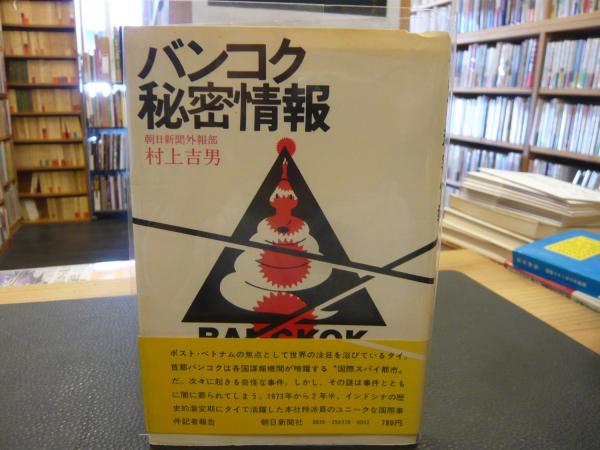 バンコク
秘密情報
朝日新聞外報部
村上吉男
BANGKOK
ポスト・ベトナムの焦点として世界の注目を浴びているタイ。
首都バンコクは各国諜報機関が暗躍する〝国際スパイ都市〟
だ。次々に起きる奇怪な事件。しかし、その謎は事件ととも
に闇に葬られてしまう。1973年から2年半、インドシナの歴
史的激変期にタイで活躍した本社特派員のユニークな国際事
件記者報告
朝日新聞社
780円